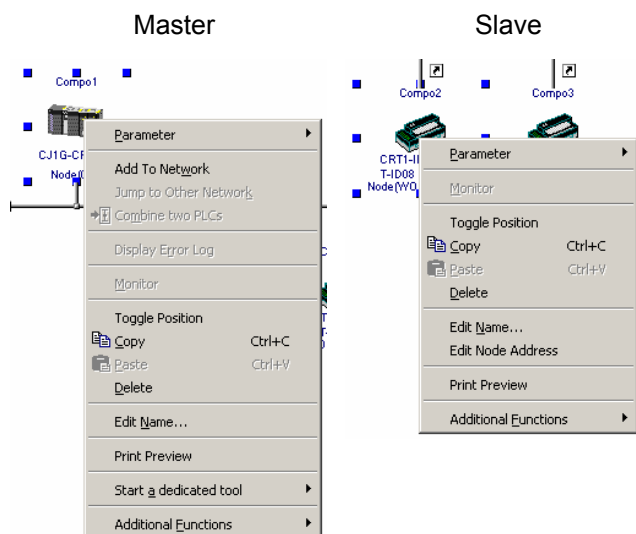 Master
Slave
Compo1
CJ1G-CP
Node(0
Parameter
Add To Network
Jump to Other Network
Combine two PLCs
Display Error Log
Monitor
Toggle Position
Copy Ctrl+C
Paste Ctrl+V
Delete
Edit Name...
Print Preview
Start a dedicated tool
Additional Functions
Compo2
Compo3
CRT1-I
T-ID08
Node(W0
Parameter
Monitor
Toggle Position
Copy Ctrl+C
Paste Ctrl+V
Delete
Edit Name...
Edit Node Address
Print Preview
Additional Functions